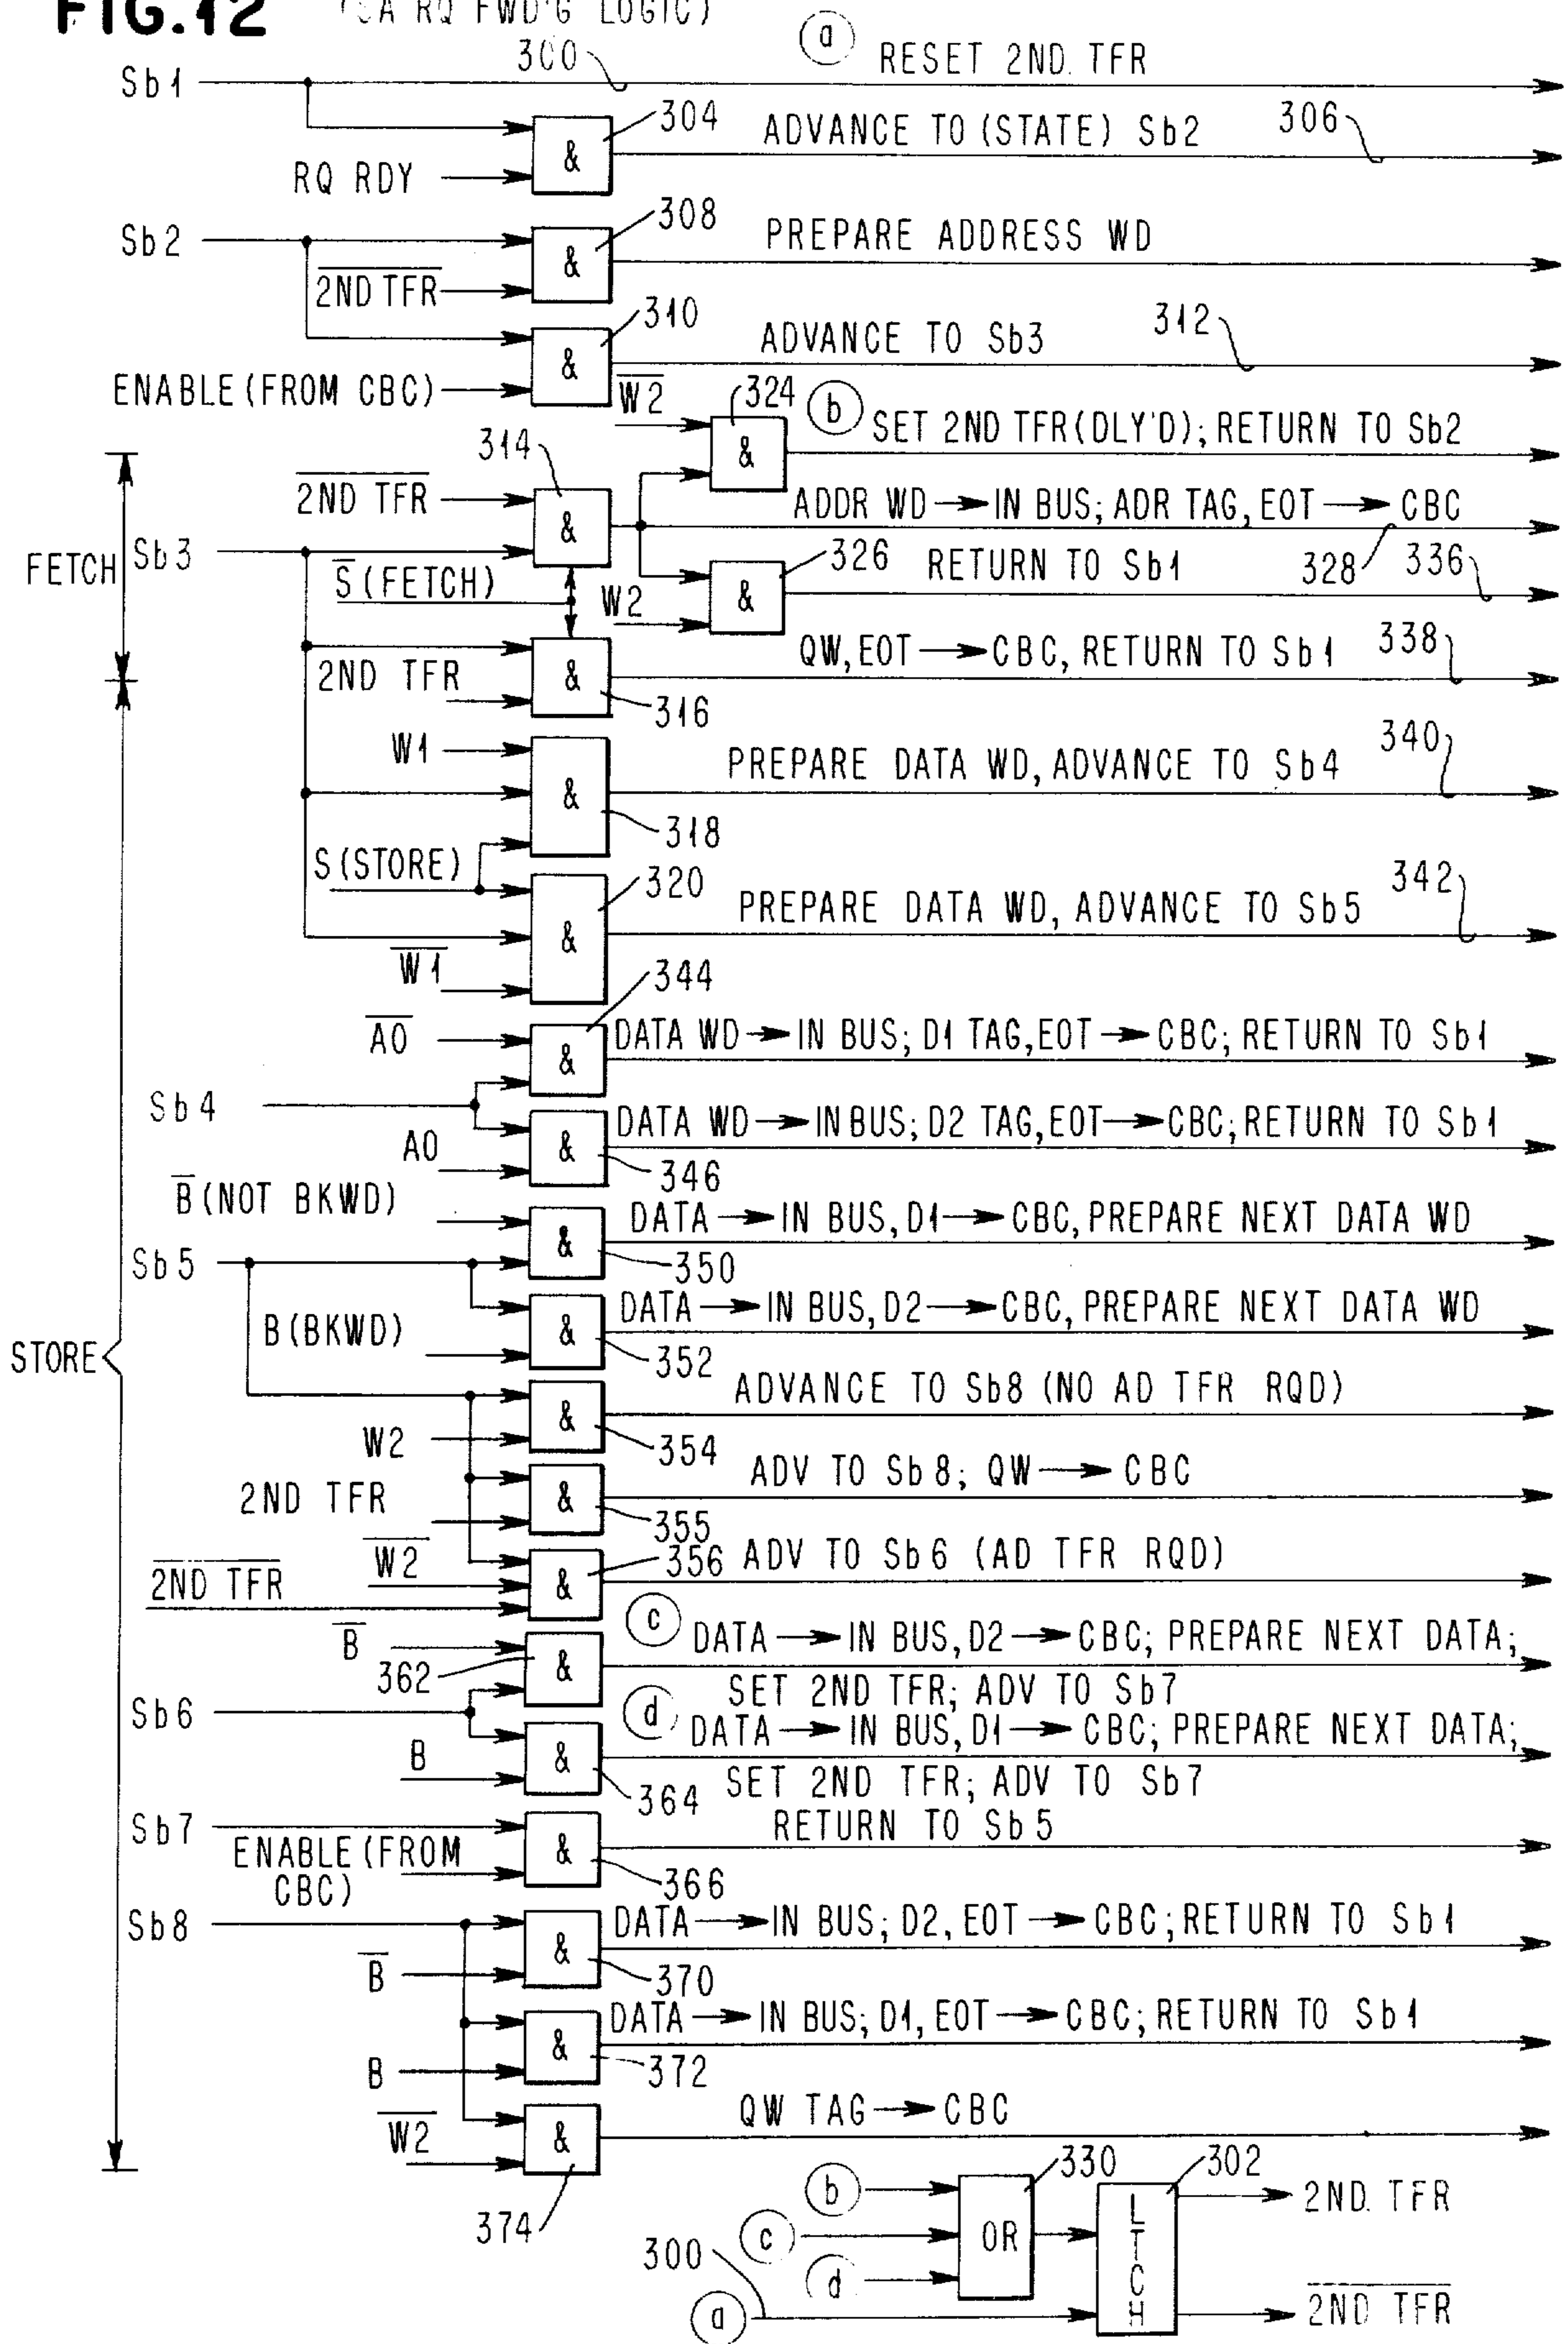 FIG.12 (SA RQ FWD'G LOGIC)
Sb1 300 ⓐ RESET 2ND. TFR
304 ADVANCE TO (STATE) Sb2 306
RQ RDY &
308
Sb2 PREPARE ADDRESS WD
&
2ND TFR
310
ADVANCE TO Sb3 312
&
ENABLE (FROM CBC)
W2 324 ⓑ SET 2ND TFR (DLY'D); RETURN TO Sb2
&
314
2ND TFR ADDR WD → IN BUS; ADR TAG, EOT → CBC
&
FETCH Sb3 326 RETURN TO Sb1 328 336
S (FETCH)
W2 &
QW, EOT → CBC, RETURN TO Sb1 338
2ND TFR & 316
W1 PREPARE DATA WD, ADVANCE TO Sb4 340
&
318
S (STORE)
320 PREPARE DATA WD, ADVANCE TO Sb5 342
&
W1
344
A0 DATA WD → IN BUS; D1 TAG, EOT → CBC; RETURN TO Sb1
&
Sb4
DATA WD → IN BUS; D2 TAG, EOT → CBC; RETURN TO Sb1
A0 & 346
B (NOT BKWD)
DATA → IN BUS, D1 → CBC, PREPARE NEXT DATA WD
& 350
Sb5
DATA → IN BUS, D2 → CBC, PREPARE NEXT DATA WD
B (BKWD) & 352
STORE
ADVANCE TO Sb8 (NO AD TFR RQD)
W2 & 354
ADV TO Sb8; QW → CBC
2ND TFR & 355
W2 356 ADV TO Sb6 (AD TFR RQD)
2ND TFR &
ⓒ DATA → IN BUS, D2 → CBC; PREPARE NEXT DATA;
B 362 &
SET 2ND TFR; ADV TO Sb7
Sb6
ⓓ DATA → IN BUS, D1 → CBC; PREPARE NEXT DATA;
B & 364
SET 2ND TFR; ADV TO Sb7
Sb7 RETURN TO Sb5
ENABLE (FROM CBC) & 366
Sb8 DATA → IN BUS; D2, EOT → CBC; RETURN TO Sb1
B & 370
DATA → IN BUS; D1, EOT → CBC; RETURN TO Sb1
B & 372
QW TAG → CBC
W2 & 374
ⓑ 330 302 2ND. TFR
ⓒ OR LTCH
300 ⓓ
ⓐ 2ND TFR